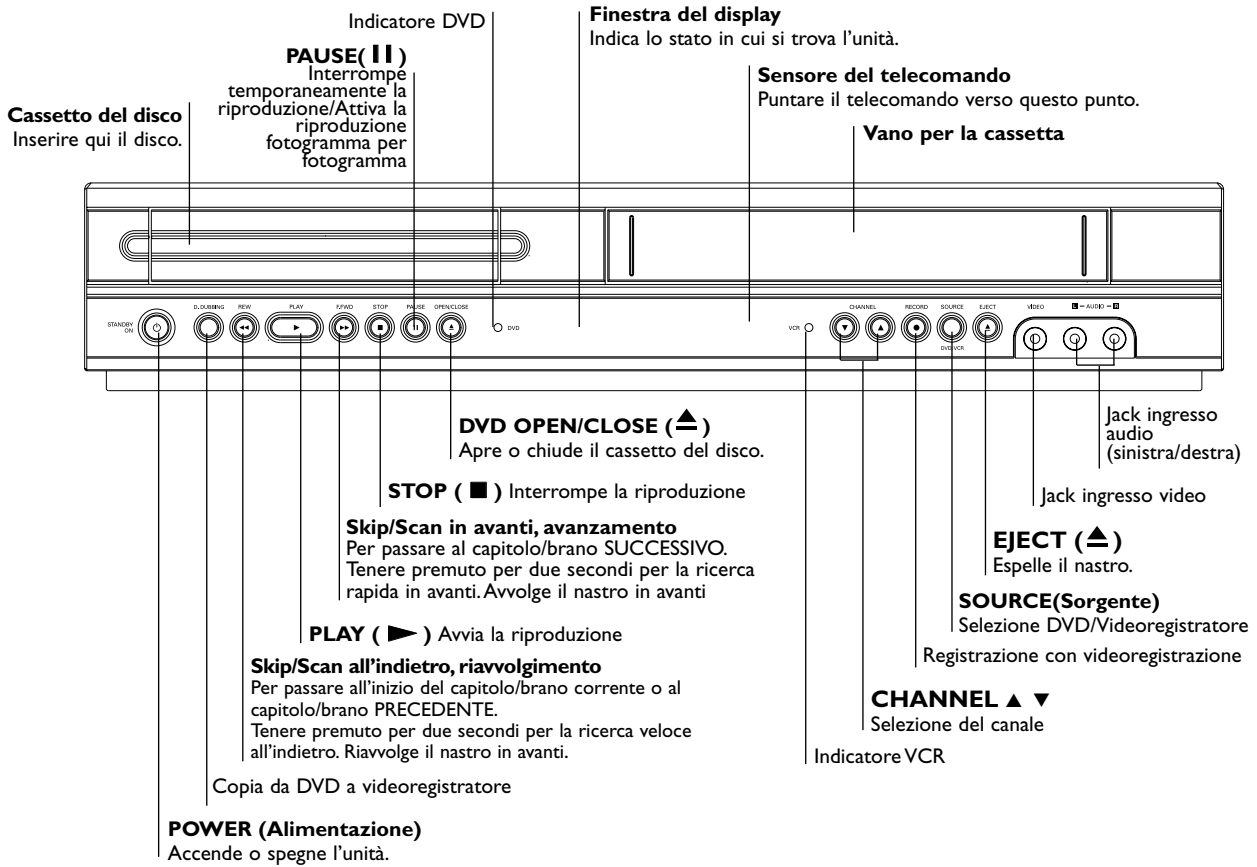 Indicatore DVD
Finestra del display
Indica lo stato in cui si trova l'unità.
PAUSE( II )
Interrompe
temporaneamente la
riproduzione/Attiva la
riproduzione
fotogramma per
fotogramma
Sensore del telecomando
Puntare il telecomando verso questo punto.
Cassetto del disco
Inserire qui il disco.
Vano per la cassetta
STANDBY
ON
D.DUBBING
REW
PLAY
F.FWD
STOP
PAUSE
OPEN/CLOSE
DVD
VCR
CHANNEL
RECORD
SOURCE
DVD/VCR
EJECT
VIDEO
L – AUDIO – R
DVD OPEN/CLOSE (⏏)
Apre o chiude il cassetto del disco.
Jack ingresso
audio
(sinistra/destra)
STOP ( ■ ) Interrompe la riproduzione
Jack ingresso video
Skip/Scan in avanti, avanzamento
Per passare al capitolo/brano SUCCESSIVO.
Tenere premuto per due secondi per la ricerca
rapida in avanti. Avvolge il nastro in avanti
EJECT (⏏)
Espelle il nastro.
SOURCE(Sorgente)
Selezione DVD/Videoregistratore
PLAY ( ► ) Avvia la riproduzione
Registrazione con videoregistrazione
Skip/Scan all'indietro, riavvolgimento
Per passare all'inizio del capitolo/brano corrente o al
capitolo/brano PRECEDENTE.
Tenere premuto per due secondi per la ricerca veloce
all'indietro. Riavvolge il nastro in avanti.
CHANNEL ▲ ▼
Selezione del canale
Indicatore VCR
Copia da DVD a videoregistratore
POWER (Alimentazione)
Accende o spegne l'unità.